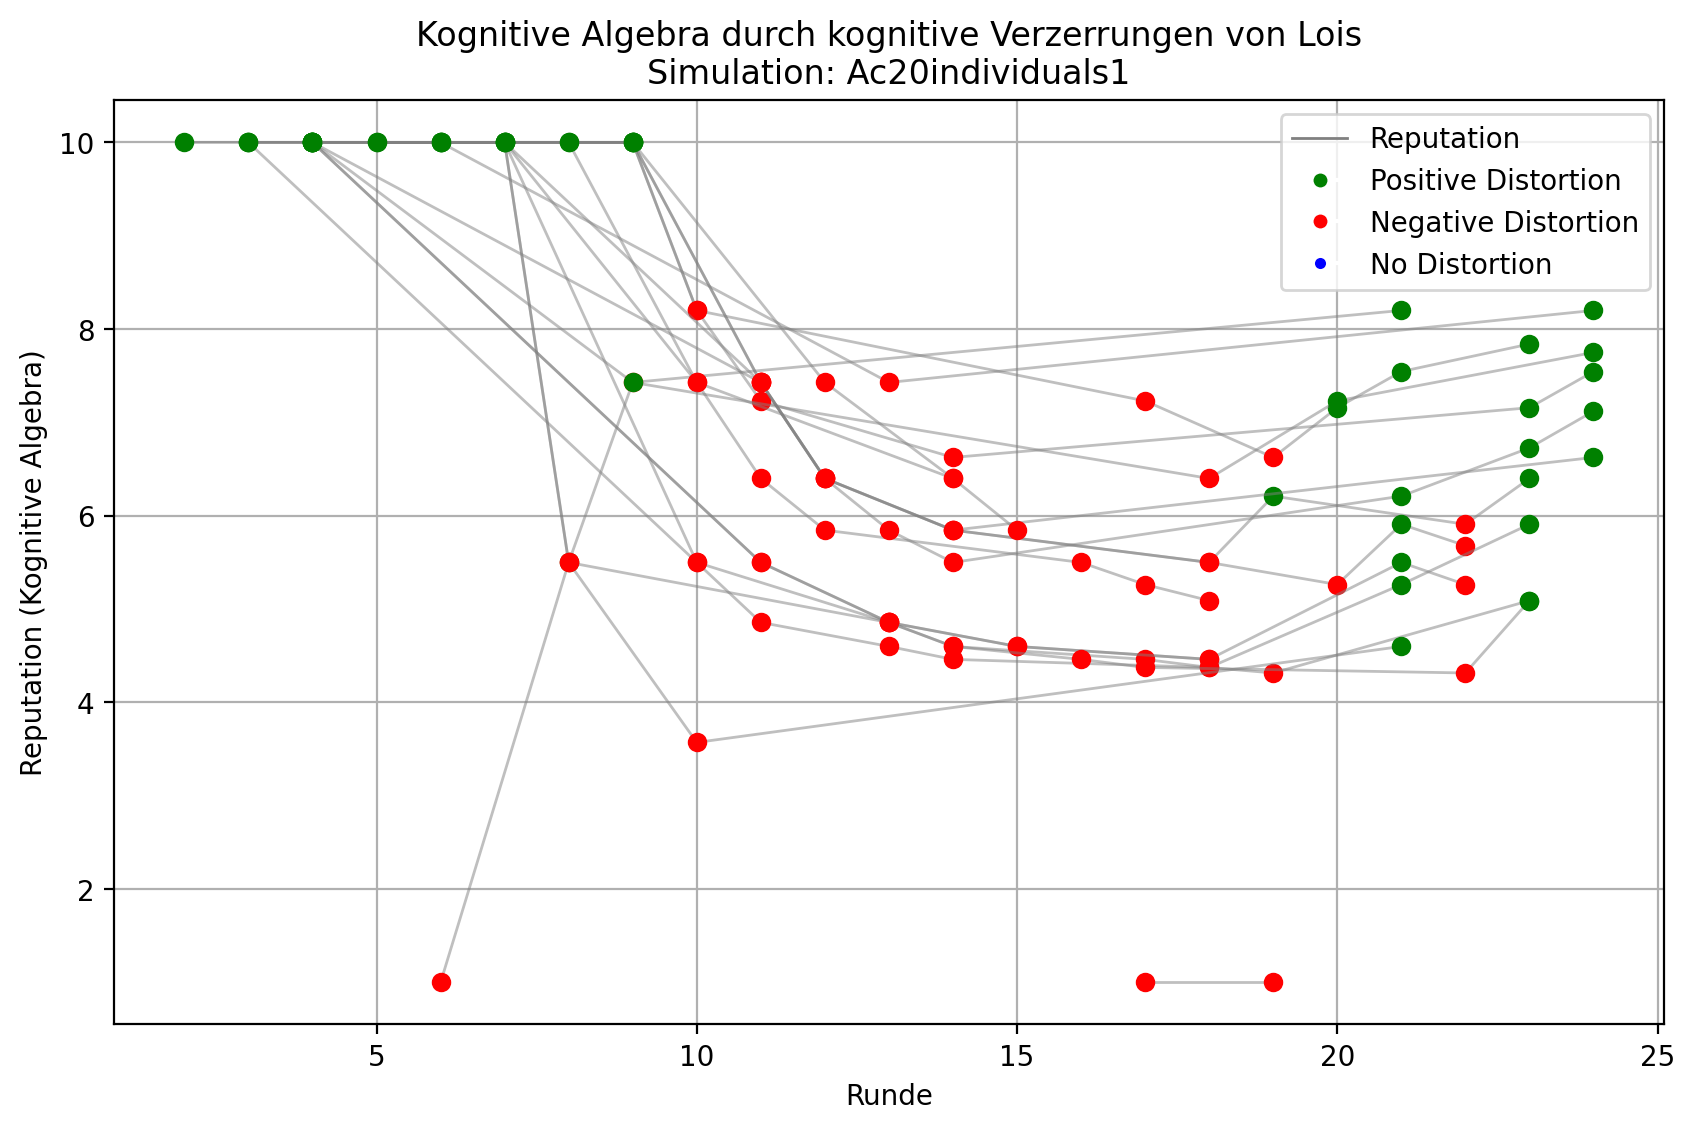 Kognitive Algebra durch kognitive Verzerrungen von Lois
Simulation: Ac20individuals1
Reputation
Positive Distortion
Negative Distortion
No Distortion
Reputation (Kognitive Algebra)
10
8
6
4
2
5
10
15
20
25
Runde